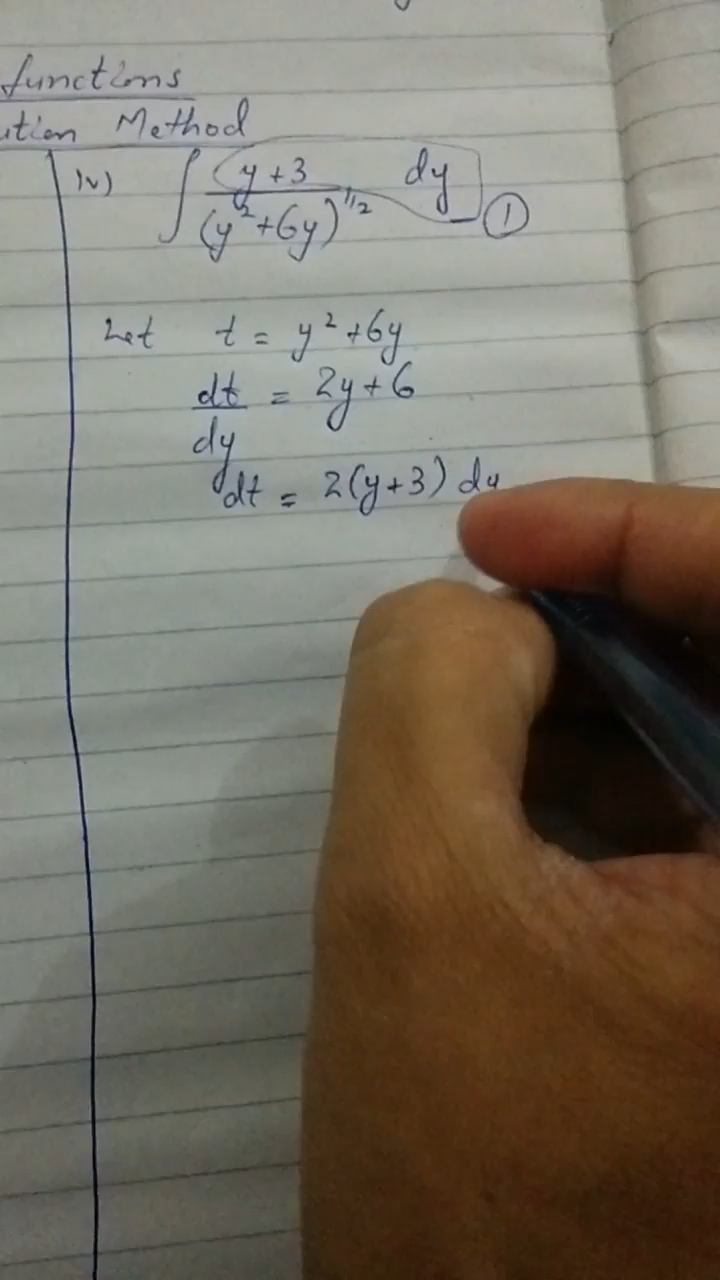 functions
ution Method
iv) ∫ y+3 / (y²+6y)^1/2 dy ①
Let t = y²+6y
dt/dy = 2y+6
dt = 2(y+3) dy